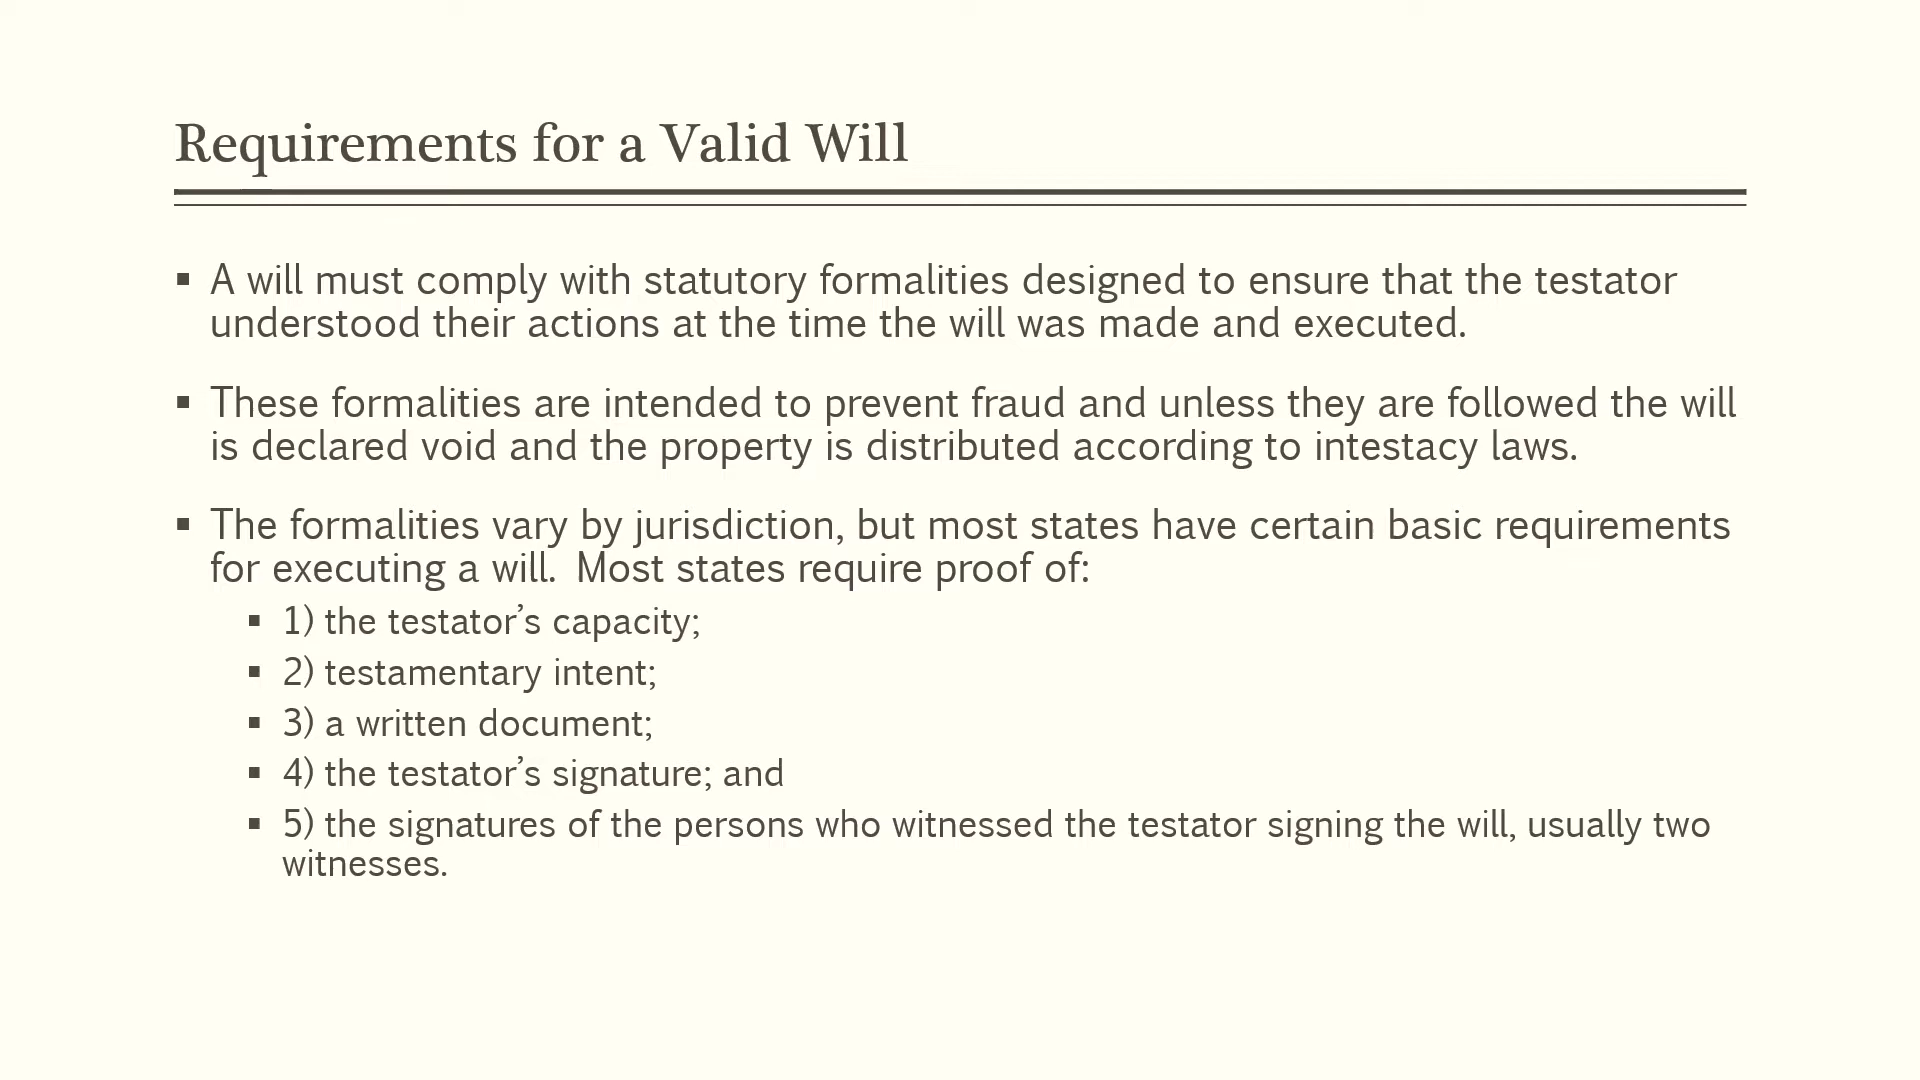 Requirements for a Valid Will
▪ A will must comply with statutory formalities designed to ensure that the testator
understood their actions at the time the will was made and executed.
▪ These formalities are intended to prevent fraud and unless they are followed the will
is declared void and the property is distributed according to intestacy laws.
▪ The formalities vary by jurisdiction, but most states have certain basic requirements
for executing a will.  Most states require proof of:
▪ 1) the testator’s capacity;
▪ 2) testamentary intent;
▪ 3) a written document;
▪ 4) the testator’s signature; and
▪ 5) the signatures of the persons who witnessed the testator signing the will, usually two
witnesses.